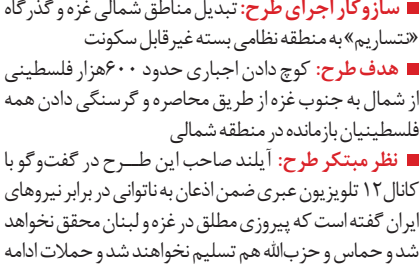 ■ سازوکار اجرای طرح: تبدیل مناطق شمالی غزه و گذرگاه
«نتساریم» به منطقه نظامی بسته غیرقابل سکونت
■ هدف طرح: کوچ دادن اجباری حدود ۶۰۰هزار فلسطینی
از شمال به جنوب غزه از طریق محاصره و گرسنگی دادن همه
فلسطینیان بازمانده در منطقه شمالی
■ نظر مبتکر طرح: آیلند صاحب این طرح در گفت‌وگو با
کانال۱۲ تلویزیون عبری ضمن اذعان به ناتوانی در برابر نیروهای
ایران گفته است که پیروزی مطلق در غزه و لبنان محقق نخواهد
شد و حماس و حزب‌الله هم تسلیم نخواهند شد و حملات ادامه